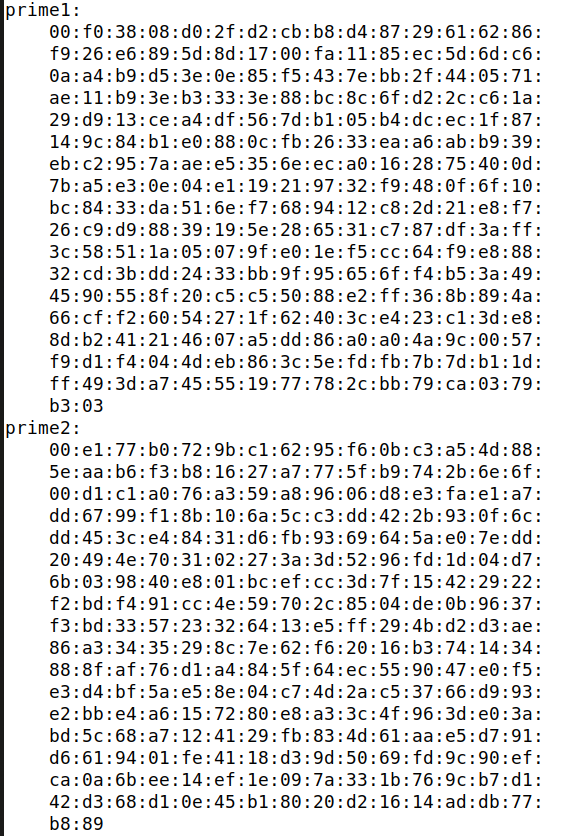 prime1:
00:f0:38:08:d0:2f:d2:cb:b8:d4:87:29:61:62:86:
f9:26:e6:89:5d:8d:17:00:fa:11:85:ec:5d:6d:c6:
0a:a4:b9:d5:3e:0e:85:f5:43:7e:bb:2f:44:05:71:
ae:11:b9:3e:b3:33:3e:88:bc:8c:6f:d2:2c:c6:1a:
29:d9:13:ce:a4:df:56:7d:b1:05:b4:dc:ec:1f:87:
14:9c:84:b1:e0:88:0c:fb:26:33:ea:a6:ab:b9:39:
eb:c2:95:7a:ae:e5:35:6e:ec:a0:16:28:75:40:0d:
7b:a5:e3:0e:04:e1:19:21:97:32:f9:48:0f:6f:10:
bc:84:33:da:51:6e:f7:68:94:12:c8:2d:21:e8:f7:
26:c9:d9:88:39:19:5e:28:65:31:c7:87:df:3a:ff:
3c:58:51:1a:05:07:9f:e0:1e:f5:cc:64:f9:e8:88:
32:cd:3b:dd:24:33:bb:9f:95:65:6f:f4:b5:3a:49:
45:90:55:8f:20:c5:c5:50:88:e2:ff:36:8b:89:4a:
66:cf:f2:60:54:27:1f:62:40:3c:e4:23:c1:3d:e8:
8d:b2:41:21:46:07:a5:dd:86:a0:a0:4a:9c:00:57:
f9:d1:f4:04:4d:eb:86:3c:5e:fd:fb:7b:7d:b1:1d:
ff:49:3d:a7:45:55:19:77:78:2c:bb:79:ca:03:79:
b3:03
prime2:
00:e1:77:b0:72:9b:c1:62:95:f6:0b:c3:a5:4d:88:
5e:aa:b6:f3:b8:16:27:a7:77:5f:b9:74:2b:6e:6f:
00:d1:c1:a0:76:a3:59:a8:96:06:d8:e3:fa:e1:a7:
dd:67:99:f1:8b:10:6a:5c:c3:dd:42:2b:93:0f:6c:
dd:45:3c:e4:84:31:d6:fb:93:69:64:5a:e0:7e:dd:
20:49:4e:70:31:02:27:3a:3d:52:96:fd:1d:04:d7:
6b:03:98:40:e8:01:bc:ef:cc:3d:7f:15:42:29:22:
f2:bd:f4:91:cc:4e:59:70:2c:85:04:de:0b:96:37:
f3:bd:33:57:23:32:64:13:e5:ff:29:4b:d2:d3:ae:
86:a3:34:35:29:8c:7e:62:f6:20:16:b3:74:14:34:
88:8f:af:76:d1:a4:84:5f:64:ec:55:90:47:e0:f5:
e3:d4:bf:5a:e5:8e:04:c7:4d:2a:c5:37:66:d9:93:
e2:bb:e4:a6:15:72:80:e8:a3:3c:4f:96:3d:e0:3a:
bd:5c:68:a7:12:41:29:fb:83:4d:61:aa:e5:d7:91:
d6:61:94:01:fe:41:18:d3:9d:50:69:fd:9c:90:ef:
ca:0a:6b:ee:14:ef:1e:09:7a:33:1b:76:9c:b7:d1:
42:d3:68:d1:0e:45:b1:80:20:d2:16:14:ad:db:77:
b8:89